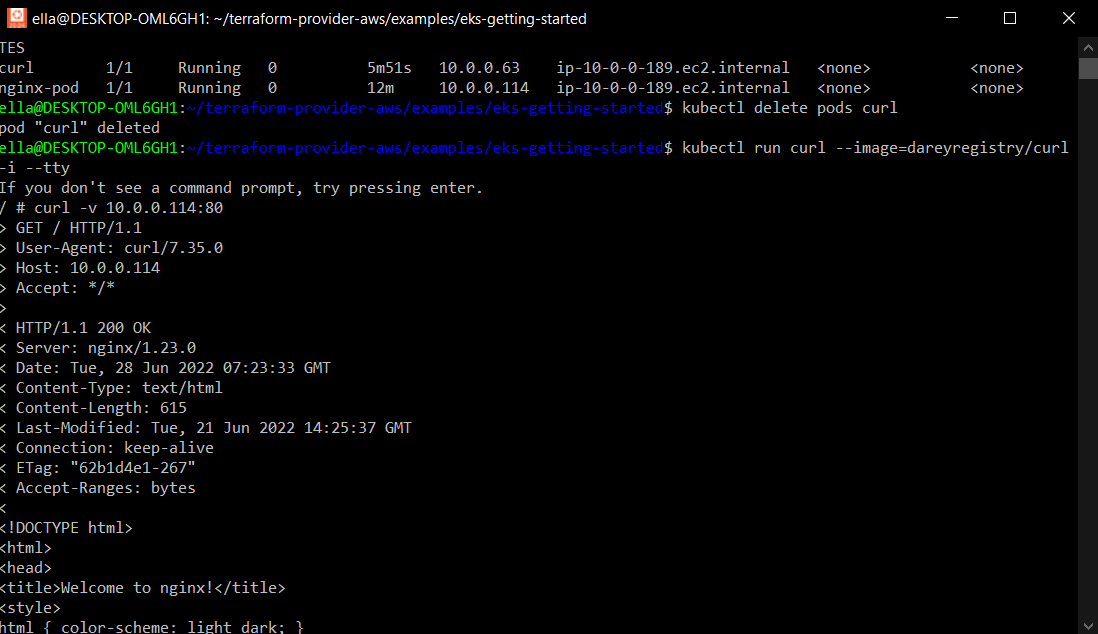 ella@DESKTOP-OML6GH1: ~/terraform-provider-aws/examples/eks-getting-started
TES
curl 1/1 Running 0 5m51s 10.0.0.63 ip-10-0-0-189.ec2.internal <none> <none>
nginx-pod 1/1 Running 0 12m 10.0.0.114 ip-10-0-0-189.ec2.internal <none> <none>
ella@DESKTOP-OML6GH1:~/terraform-provider-aws/examples/eks-getting-started$ kubectl delete pods curl
pod "curl" deleted
ella@DESKTOP-OML6GH1:~/terraform-provider-aws/examples/eks-getting-started$ kubectl run curl --image=dareyregistry/curl
-i --tty
If you don't see a command prompt, try pressing enter.
/ # curl -v 10.0.0.114:80
> GET / HTTP/1.1
> User-Agent: curl/7.35.0
> Host: 10.0.0.114
> Accept: */*
>
< HTTP/1.1 200 OK
< Server: nginx/1.23.0
< Date: Tue, 28 Jun 2022 07:23:33 GMT
< Content-Type: text/html
< Content-Length: 615
< Last-Modified: Tue, 21 Jun 2022 14:25:37 GMT
< Connection: keep-alive
< ETag: "62b1d4e1-267"
< Accept-Ranges: bytes
<
<!DOCTYPE html>
<html>
<head>
<title>Welcome to nginx!</title>
<style>
html { color-scheme: light dark; }